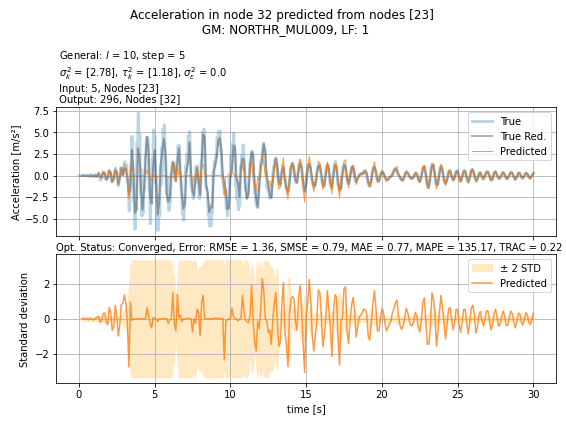 Acceleration in node 32 predicted from nodes [23]
GM: NORTHR_MUL009, LF: 1
General: l = 10, step = 5
σ²ₖ = [2.78], τ²ₖ = [1.18], σ²ε = 0.0
Input: 5, Nodes [23]
Output: 296, Nodes [32]
Acceleration [m/s²]
7.5
5.0
2.5
0.0
−2.5
−5.0
True
True Red.
Predicted
Opt. Status: Converged, Error: RMSE = 1.36, SMSE = 0.79, MAE = 0.77, MAPE = 135.17, TRAC = 0.22
Standard deviation
2
0
−2
± 2 STD
Predicted
0
5
10
15
20
25
30
time [s]